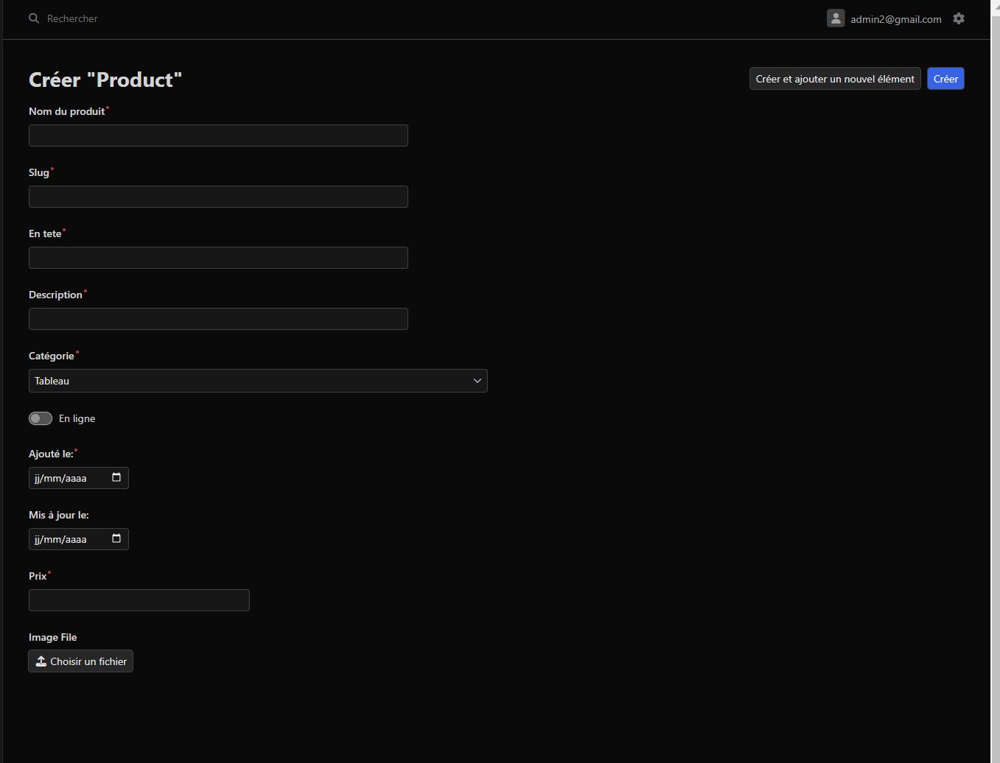 Rechercher
admin2@gmail.com
Créer "Product"
Créer et ajouter un nouvel élément
Créer
Nom du produit
Slug
En tete
Description
Catégorie
Tableau
En ligne
Ajouté le:
jj/mm/aaaa
Mis à jour le:
jj/mm/aaaa
Prix
Image File
Choisir un fichier